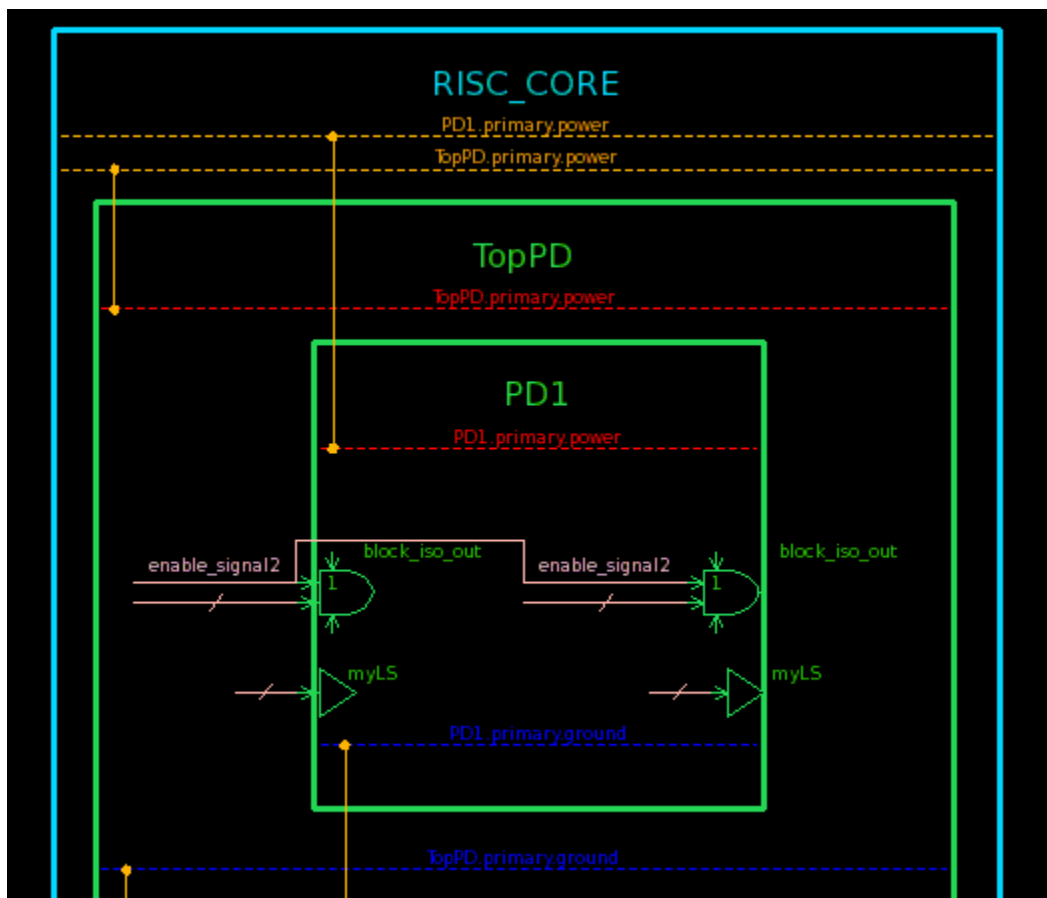 RISC_CORE
PD1.primary.power
TopPD.primary.power
TopPD
TopPD.primary.power
PD1
PD1.primary.power
block_iso_out
block_iso_out
enable_signal2
enable_signal2
1
1
myLS
myLS
PD1.primary.ground
TopPD.primary.ground